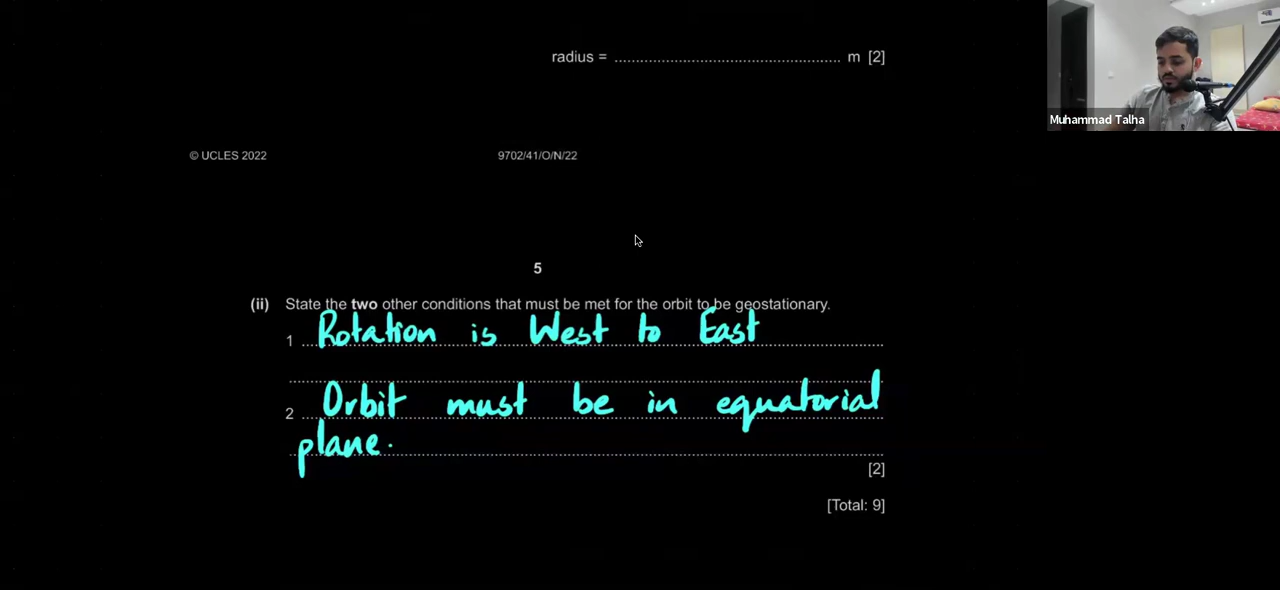 radius = ................................................ m [2]
Muhammad Talha
© UCLES 2022
9702/41/O/N/22
5
(ii) State the two other conditions that must be met for the orbit to be geostationary.
1 Rotation is West to East
2 Orbit must be in equatorial
plane.
[2]
[Total: 9]